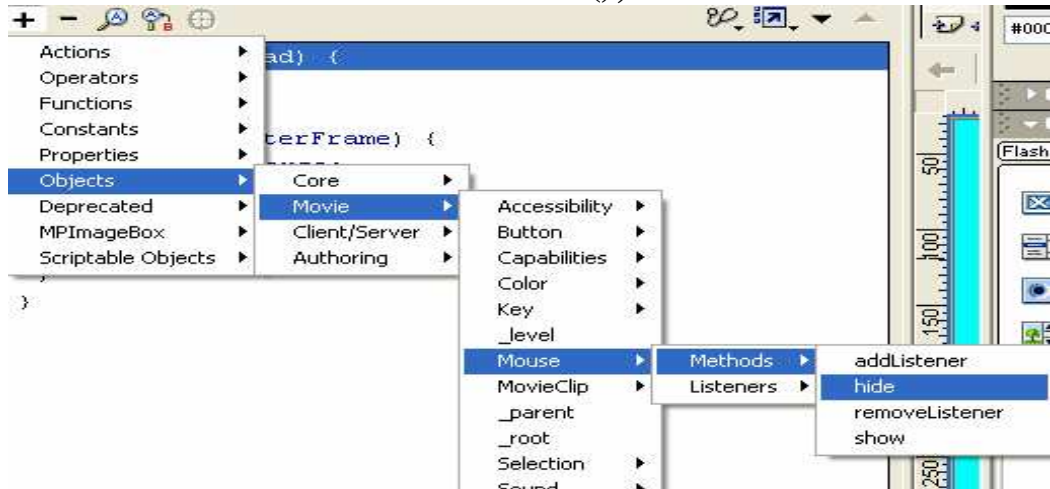 #000
Actions
Operators
Functions
Constants
Properties
Objects
Deprecated
MPImageBox
Scriptable Objects
ad) {
terFrame) {
}
Core
Movie
Client/Server
Authoring
Accessibility
Button
Capabilities
Color
Key
_level
Mouse
MovieClip
_parent
_root
Selection
Sound
Methods
Listeners
addListener
hide
removeListener
show
50
100
150
250
Flash